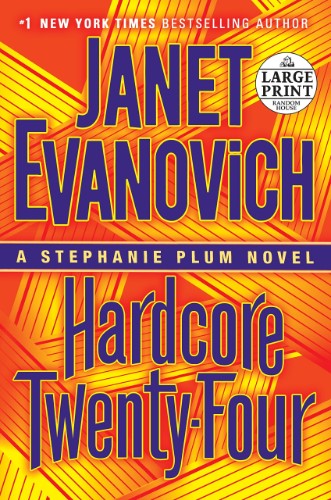 #1 NEW YORK TIMES BESTSELLING AUTHOR
JANET
EVANOVICH
LARGE
PRINT
RANDOM
HOUSE
A STEPHANIE PLUM NOVEL
Hardcore
Twenty-Four